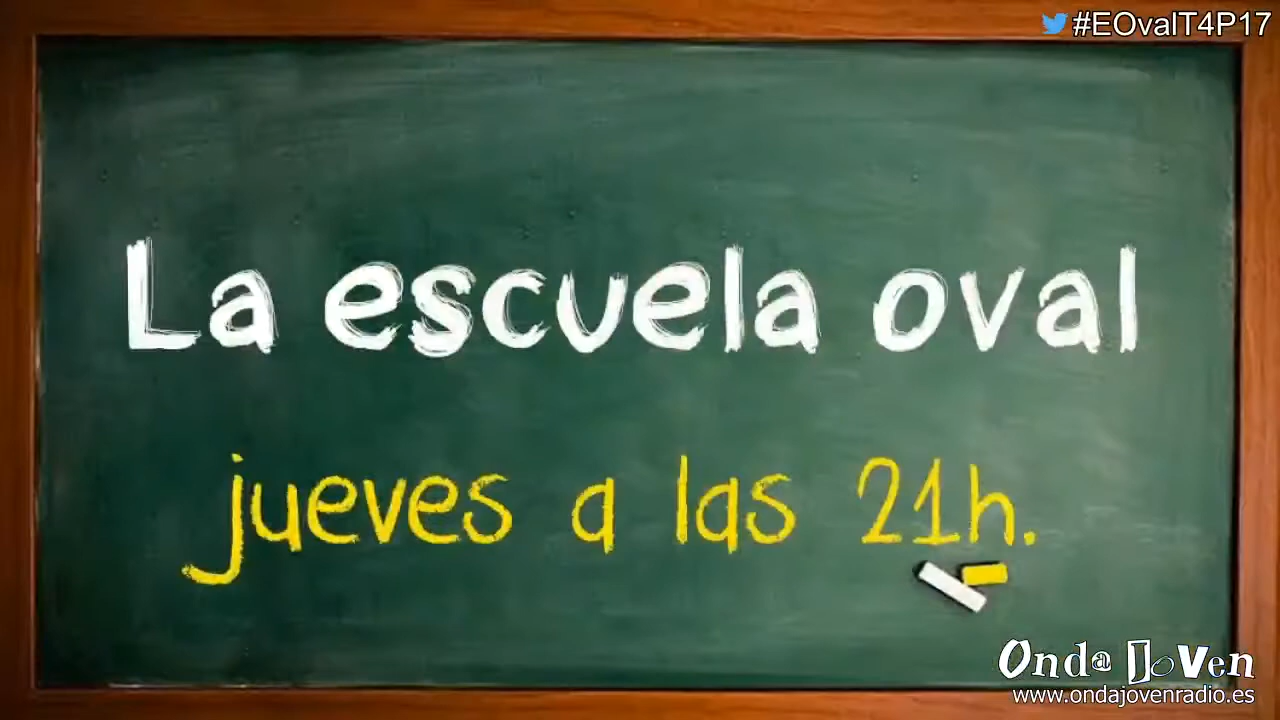 #EOvalT4P17
La escuela oval
jueves a las 21h.
Onda Joven
www.ondajovenradio.es